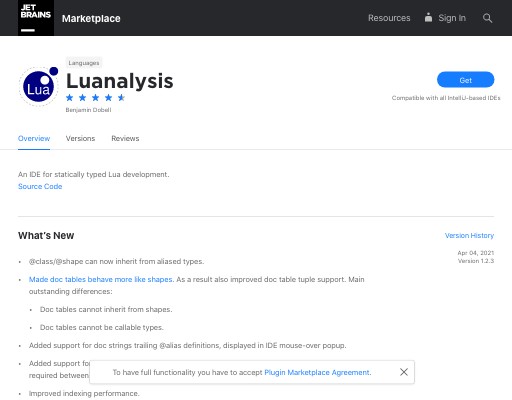 JET
BRAINS
Marketplace
Resources
Sign In
Languages
Luanalysis
Lua
Benjamin Dobell
Get
Compatible with all IntelliJ-based IDEs
Overview
Versions
Reviews
An IDE for statically typed Lua development.
Source Code
What's New
Version History
Apr 04, 2021
Version 1.2.3
• @class/@shape can now inherit from aliased types.
• Made doc tables behave more like shapes. As a result also improved doc table tuple support. Main
outstanding differences:
• Doc tables cannot inherit from shapes.
• Doc tables cannot be callable types.
• Added support for doc strings trailing @alias definitions, displayed in IDE mouse-over popup.
• Added support fo
required between
To have full functionality you have to accept Plugin Marketplace Agreement.
• Improved indexing performance.